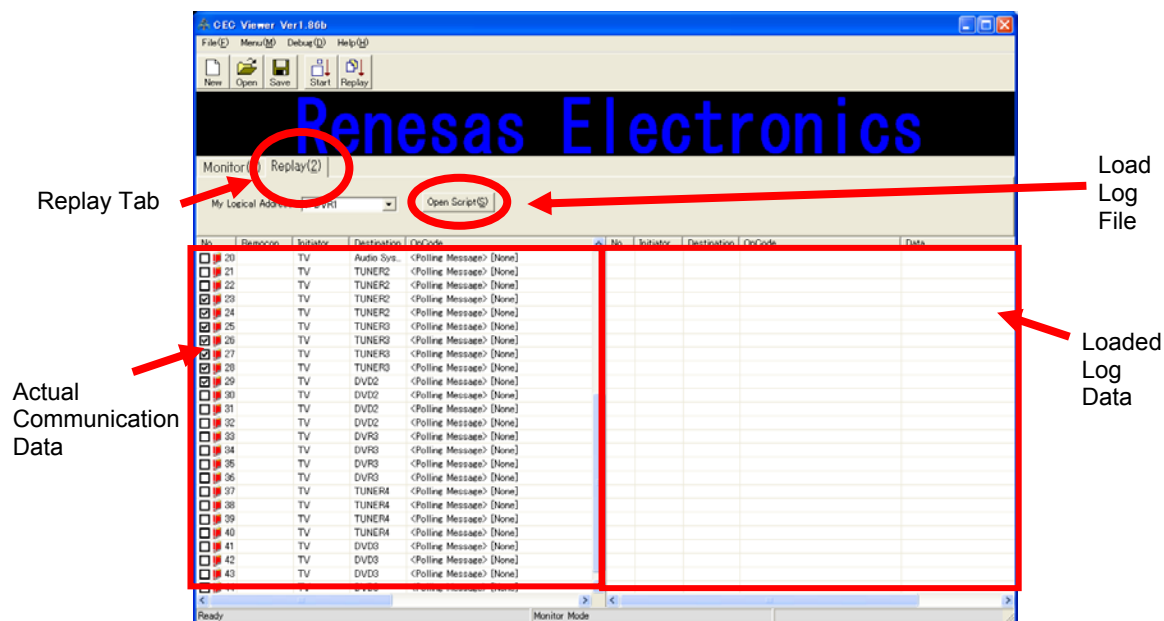 CEC Viewer Ver1.86b
File(F) Menu(M) Debug(D) Help(H)
New Open Save Start Replay
Renesas Electronics
Monitor( ) Replay(2)
Replay Tab
Load
Log
File
My Logical Addre DVR1 Open Script(S)
No. Remocon Initiator Destination OpCode No. Initiator Destination OpCode Data
20 TV Audio Sys... <Polling Message> [None]
21 TV TUNER2 <Polling Message> [None]
22 TV TUNER2 <Polling Message> [None]
23 TV TUNER2 <Polling Message> [None]
24 TV TUNER2 <Polling Message> [None]
25 TV TUNER3 <Polling Message> [None]
26 TV TUNER3 <Polling Message> [None]
27 TV TUNER3 <Polling Message> [None]
28 TV TUNER3 <Polling Message> [None]
29 TV DVD2 <Polling Message> [None]
30 TV DVD2 <Polling Message> [None]
31 TV DVD2 <Polling Message> [None]
32 TV DVD2 <Polling Message> [None]
33 TV DVR3 <Polling Message> [None]
34 TV DVR3 <Polling Message> [None]
35 TV DVR3 <Polling Message> [None]
36 TV DVR3 <Polling Message> [None]
37 TV TUNER4 <Polling Message> [None]
38 TV TUNER4 <Polling Message> [None]
39 TV TUNER4 <Polling Message> [None]
40 TV TUNER4 <Polling Message> [None]
41 TV DVD3 <Polling Message> [None]
42 TV DVD3 <Polling Message> [None]
43 TV DVD3 <Polling Message> [None]
Actual
Communication
Data
Loaded
Log
Data
Ready Monitor Mode